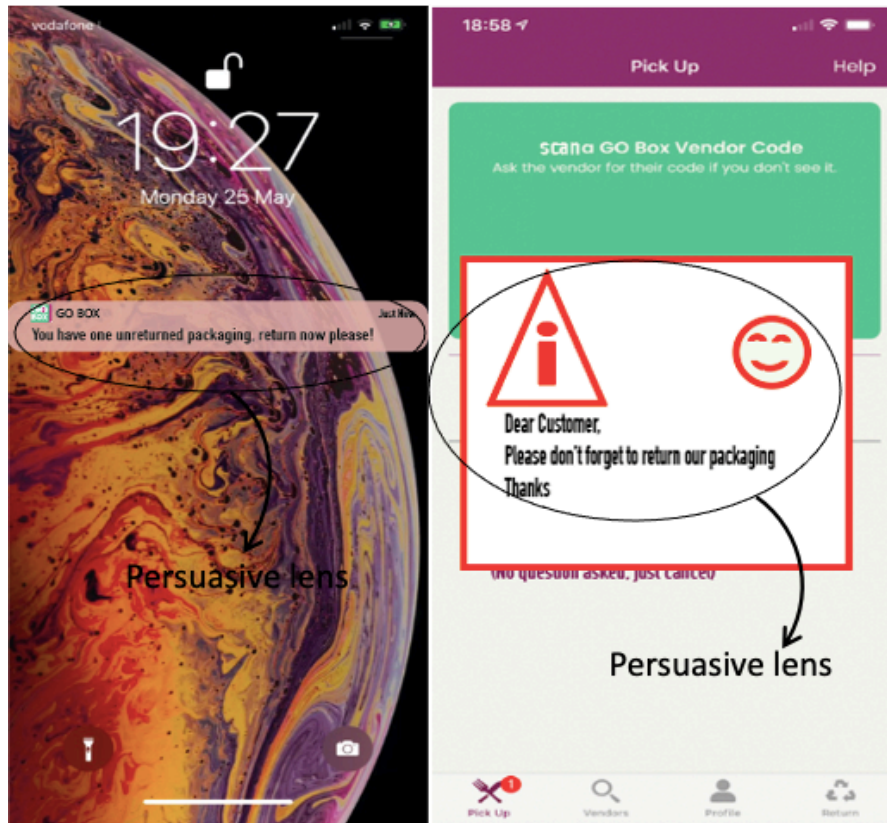 vodafone
19:27
Monday 25 May
GO BOX
Just Now
You have one unreturned packaging, return now please!
Persuasive lens
18:58
Pick Up
Help
scan a GO Box Vendor Code
Ask the vendor for their code if you don't see it.
i
Dear Customer,
Please don't forget to return our packaging
Thanks
(No question asked, just cancel)
Persuasive lens
1
Pick Up
Vendors
Profile
Return